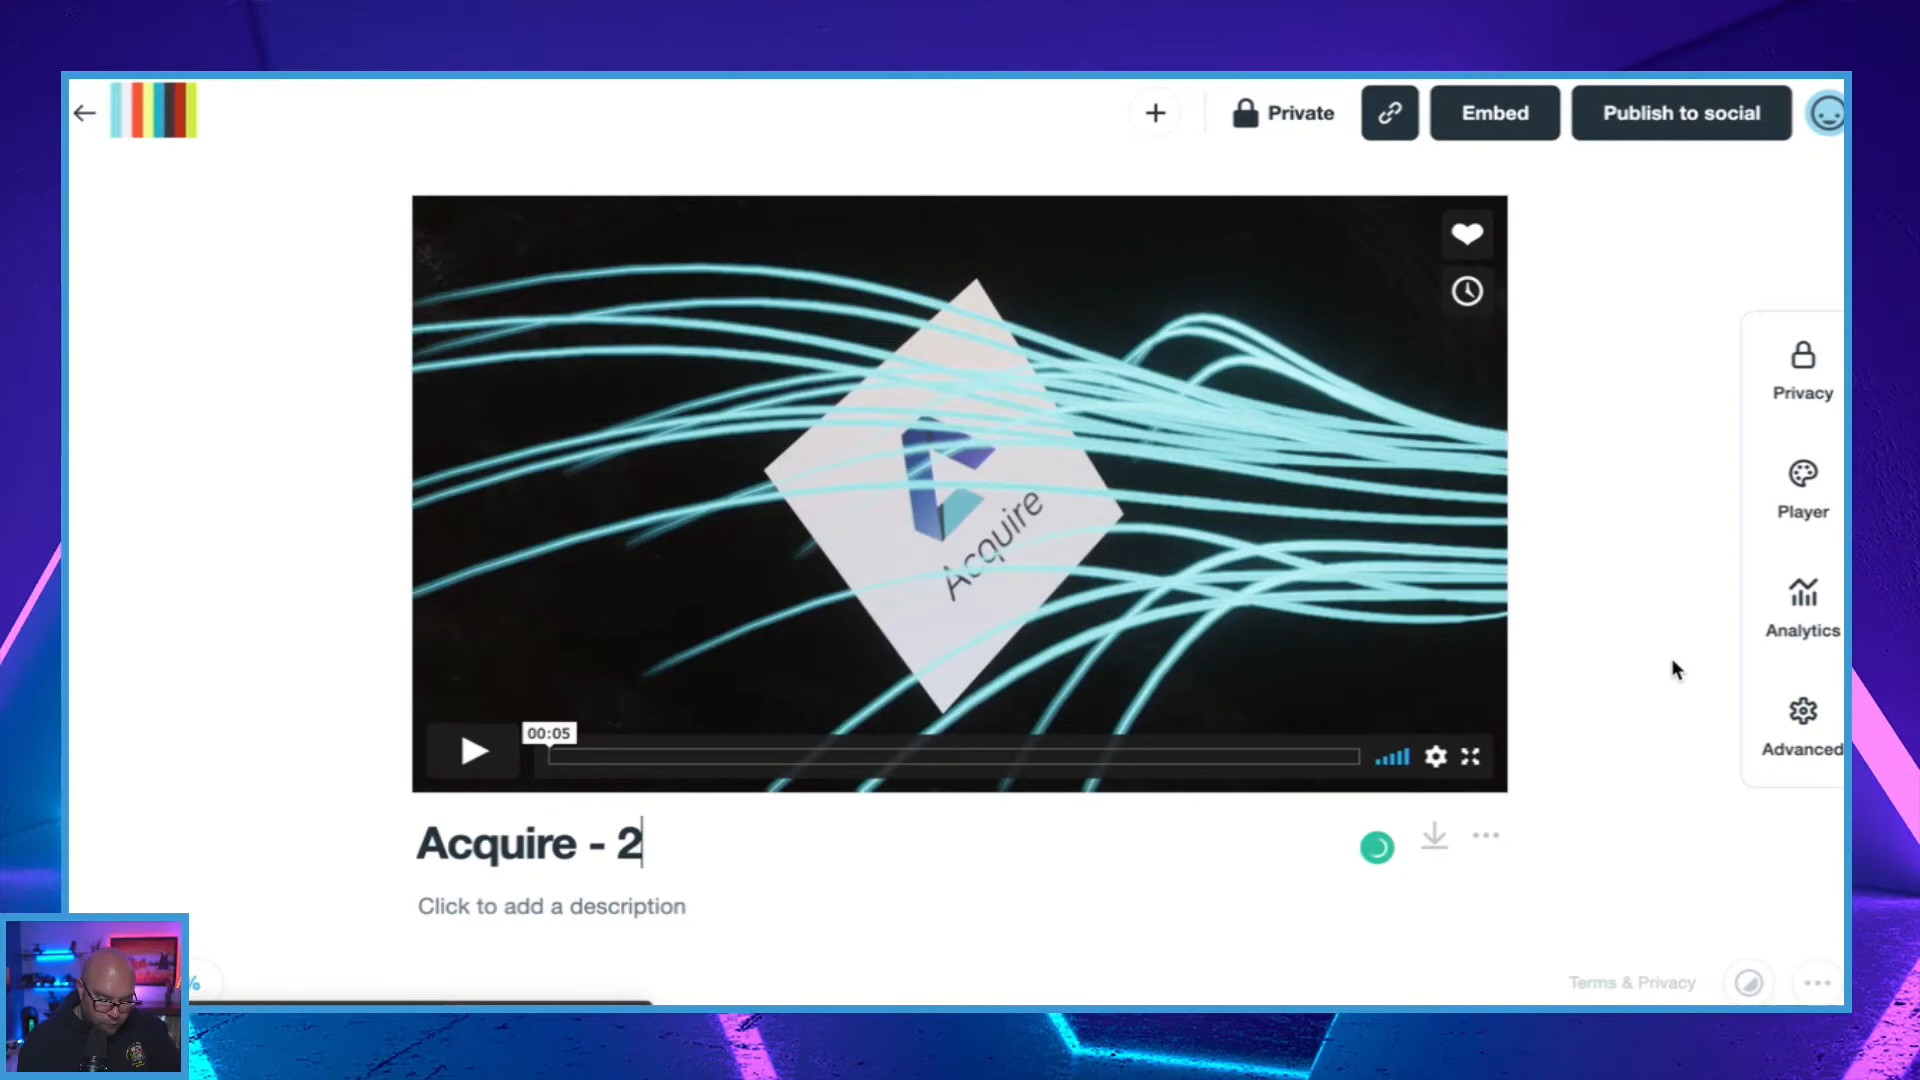 Private
Embed
Publish to social
Acquire
Privacy
Player
Analytics
Advanced
00:05
Acquire - 2
Click to add a description
%
Terms & Privacy